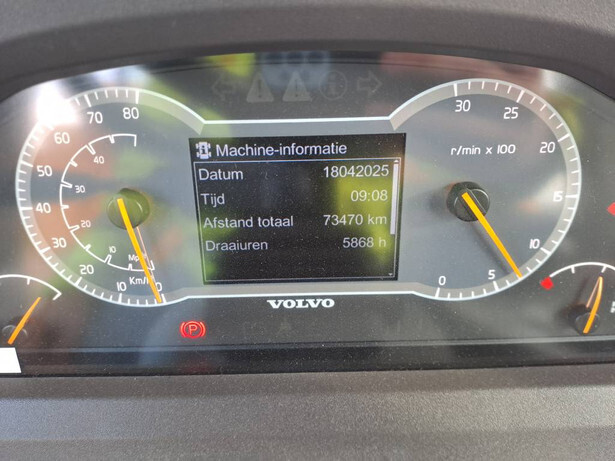 Machine-informatie
Datum 18042025
Tijd 09:08
Afstand totaal 73470 km
Draaiuren 5868 h
80
70
60
50
40
30
20
10
0
Km/h
40
30
20
10
r/min x 100
30
25
20
15
10
5
0
VOLVO
P